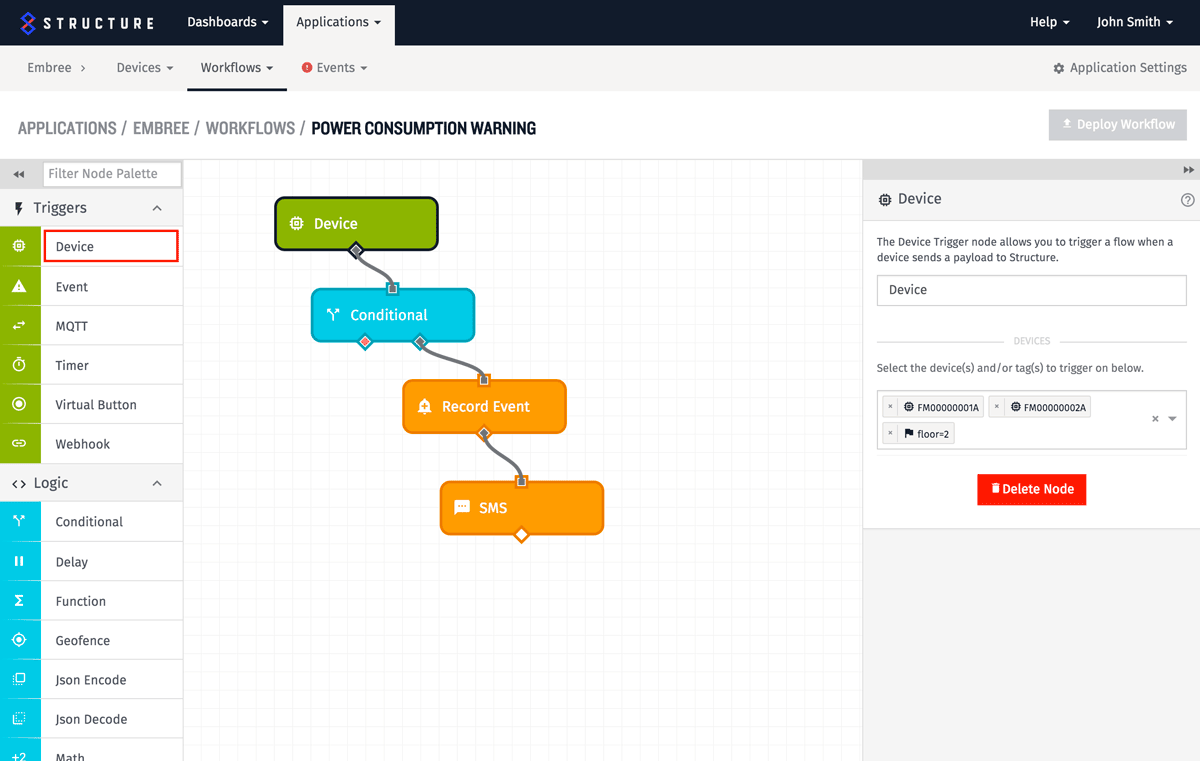 STRUCTURE Dashboards Applications Help John Smith
Embree Devices Workflows Events Application Settings
APPLICATIONS / EMBREE / WORKFLOWS / POWER CONSUMPTION WARNING Deploy Workflow
Filter Node Palette
Triggers
Device
Event
MQTT
Timer
Virtual Button
Webhook
Logic
Conditional
Delay
Function
Geofence
Json Encode
Json Decode
+2 Math
Device
Conditional
Record Event
SMS
Device
The Device Trigger node allows you to trigger a flow when a
device sends a payload to Structure.
Device
DEVICES
Select the device(s) and/or tag(s) to trigger on below.
× FM00000001A × FM00000002A
× floor=2 ×
Delete Node